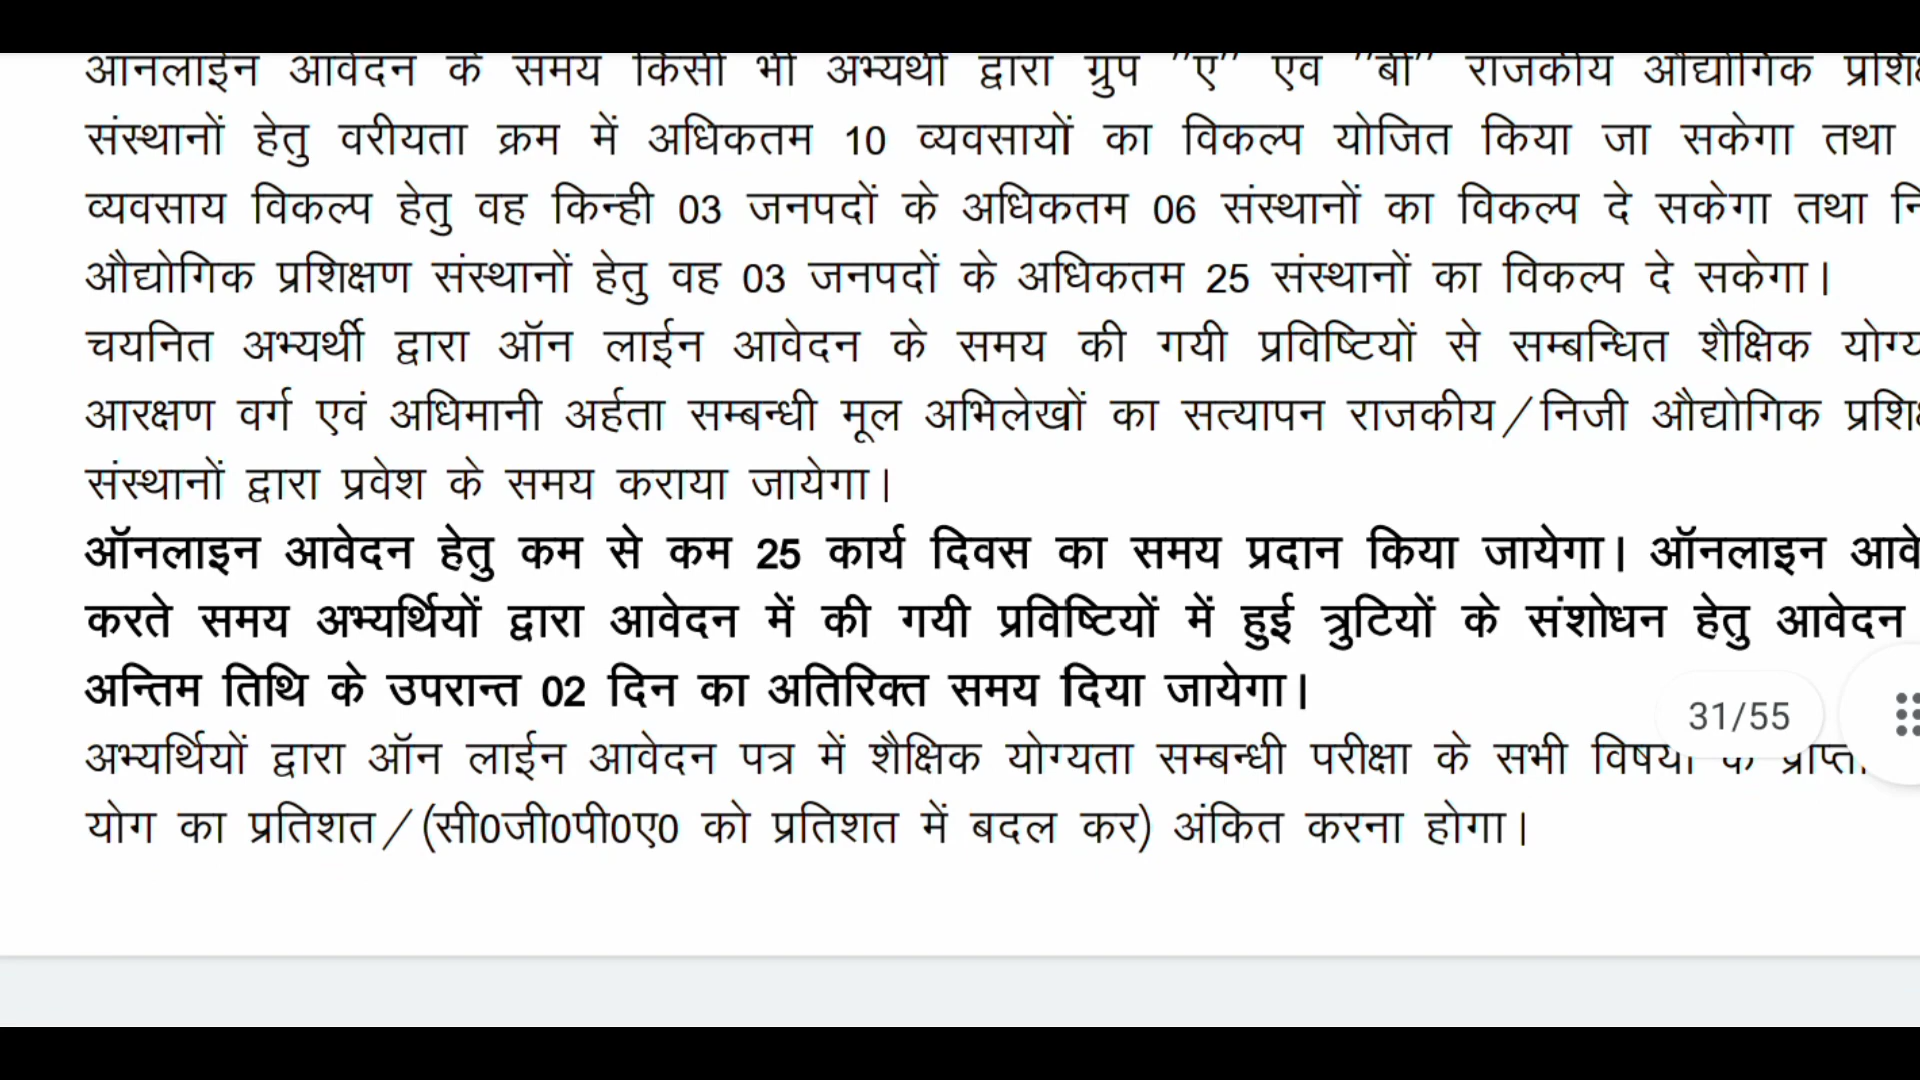 आनलाईन आवेदन के समय किसी भी अभ्यर्थी द्वारा ग्रुप "ए" एवं "बी" राजकीय औद्योगिक
संस्थानों हेतु वरीयता क्रम में अधिकतम 10 व्यवसायों का विकल्प योजित किया जा सकेगा तथा
व्यवसाय विकल्प हेतु वह किन्ही 03 जनपदों के अधिकतम 06 संस्थानों का विकल्प दे सकेगा तथा
औद्योगिक प्रशिक्षण संस्थानों हेतु वह 03 जनपदों के अधिकतम 25 संस्थानों का विकल्प दे सकेगा।
चयनित अभ्यर्थी द्वारा ऑन लाईन आवेदन के समय की गयी प्रविष्टियों से सम्बन्धित शैक्षिक
आरक्षण वर्ग एवं अधिमानी अर्हता सम्बन्धी मूल अभिलेखों का सत्यापन राजकीय/निजी औद्योगिक
संस्थानों द्वारा प्रवेश के समय कराया जायेगा।
ऑनलाइन आवेदन हेतु कम से कम 25 कार्य दिवस का समय प्रदान किया जायेगा। ऑनलाइन
करते समय अभ्यर्थियों द्वारा आवेदन में की गयी प्रविष्टियों में हुई त्रुटियों के संशोधन हेतु आवेदन
अन्तिम तिथि के उपरान्त 02 दिन का अतिरिक्त समय दिया जायेगा।
31/55
अभ्यर्थियों द्वारा ऑन लाईन आवेदन पत्र में शैक्षिक योग्यता सम्बन्धी परीक्षा के सभी
योग का प्रतिशत/(सी0जी0पी0ए0 को प्रतिशत में बदल कर) अंकित करना होगा।